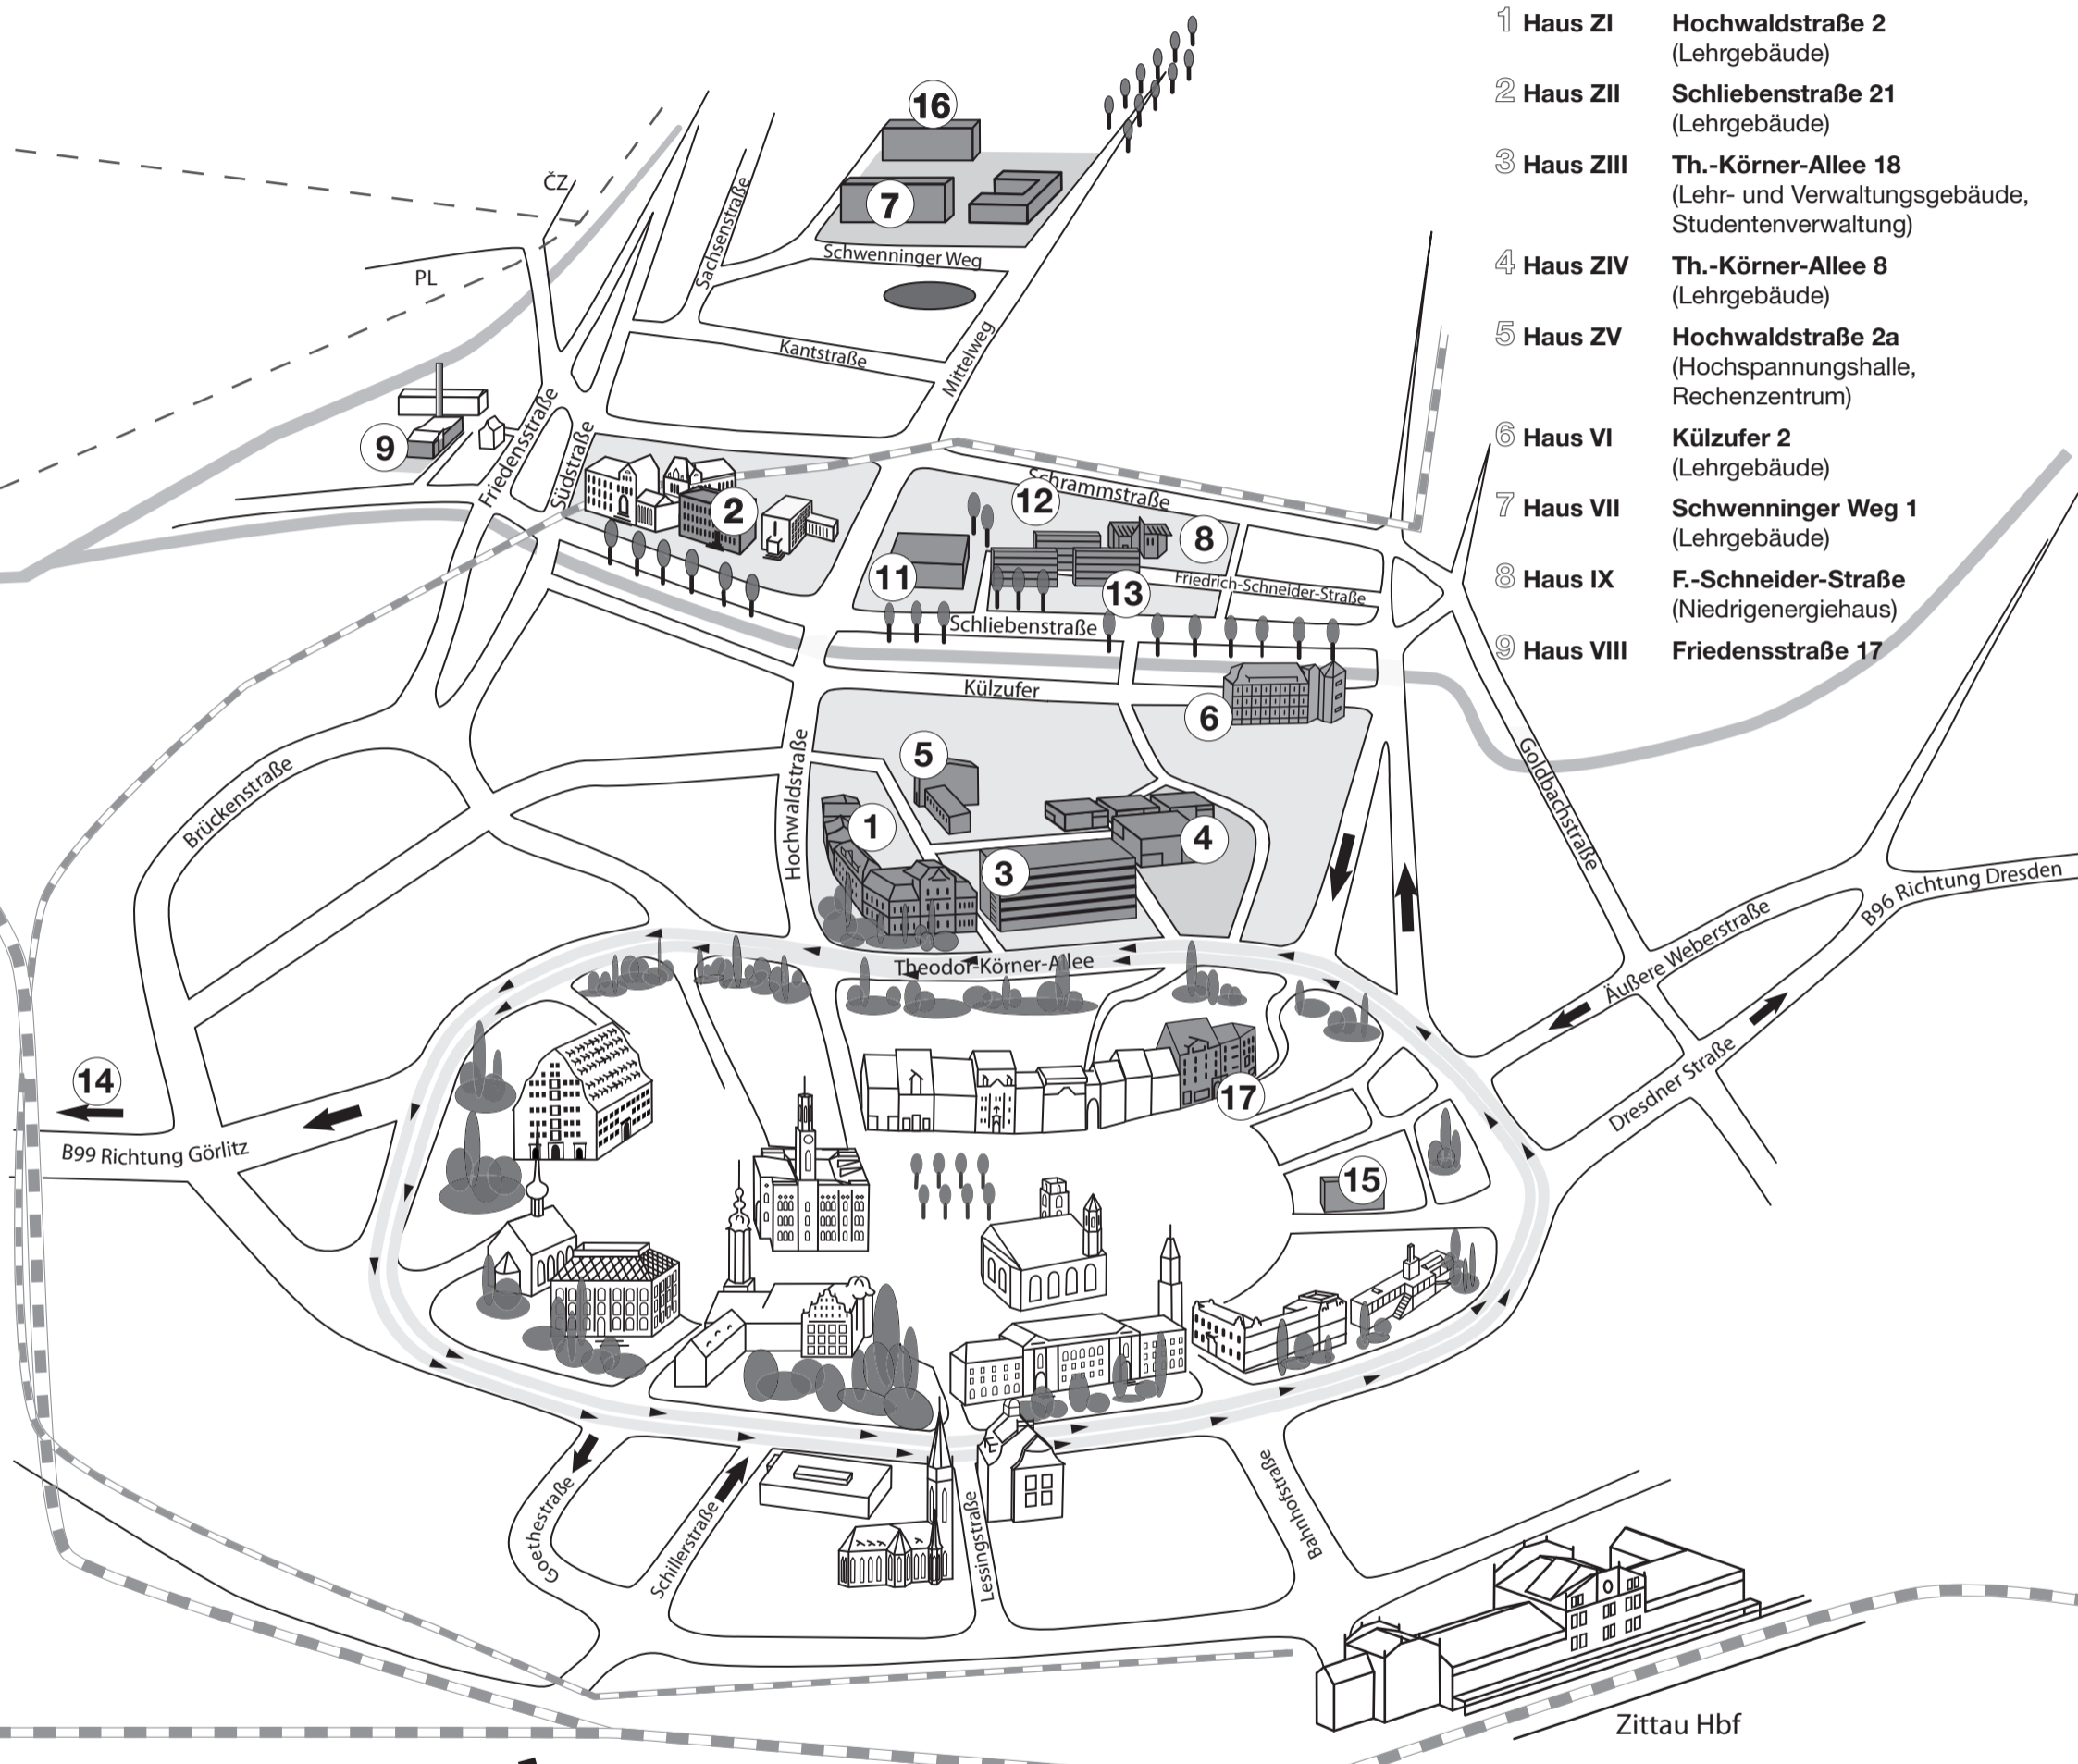 1 Haus ZI Hochwaldstraße 2
(Lehrgebäude)
2 Haus ZII Schliebenstraße 21
(Lehrgebäude)
3 Haus ZIII Th.-Körner-Allee 18
(Lehr- und Verwaltungsgebäude,
Studentenverwaltung)
4 Haus ZIV Th.-Körner-Allee 8
(Lehrgebäude)
5 Haus ZV Hochwaldstraße 2a
(Hochspannungshalle,
Rechenzentrum)
6 Haus VI Külzufer 2
(Lehrgebäude)
7 Haus VII Schwenninger Weg 1
(Lehrgebäude)
8 Haus IX F.-Schneider-Straße
(Niedrigenergiehaus)
9 Haus VIII Friedensstraße 17
16
7
ČZ
PL
Sachsenstraße
Schwenninger Weg
Kantstraße
Mittelweg
9
Friedensstraße
Südstraße
2
12
Schrammstraße
8
11
13
Friedrich-Schneider-Straße
Schliebenstraße
Külzufer
6
5
Hochwaldstraße
1
4
3
Brückenstraße
Goldbachstraße
B96 Richtung Dresden
Äußere Weberstraße
Theodor-Körner-Allee
Dresdner Straße
14
B99 Richtung Görlitz
17
15
Goethestraße
Schillerstraße
Lessingstraße
Bahnhofstraße
Zittau Hbf